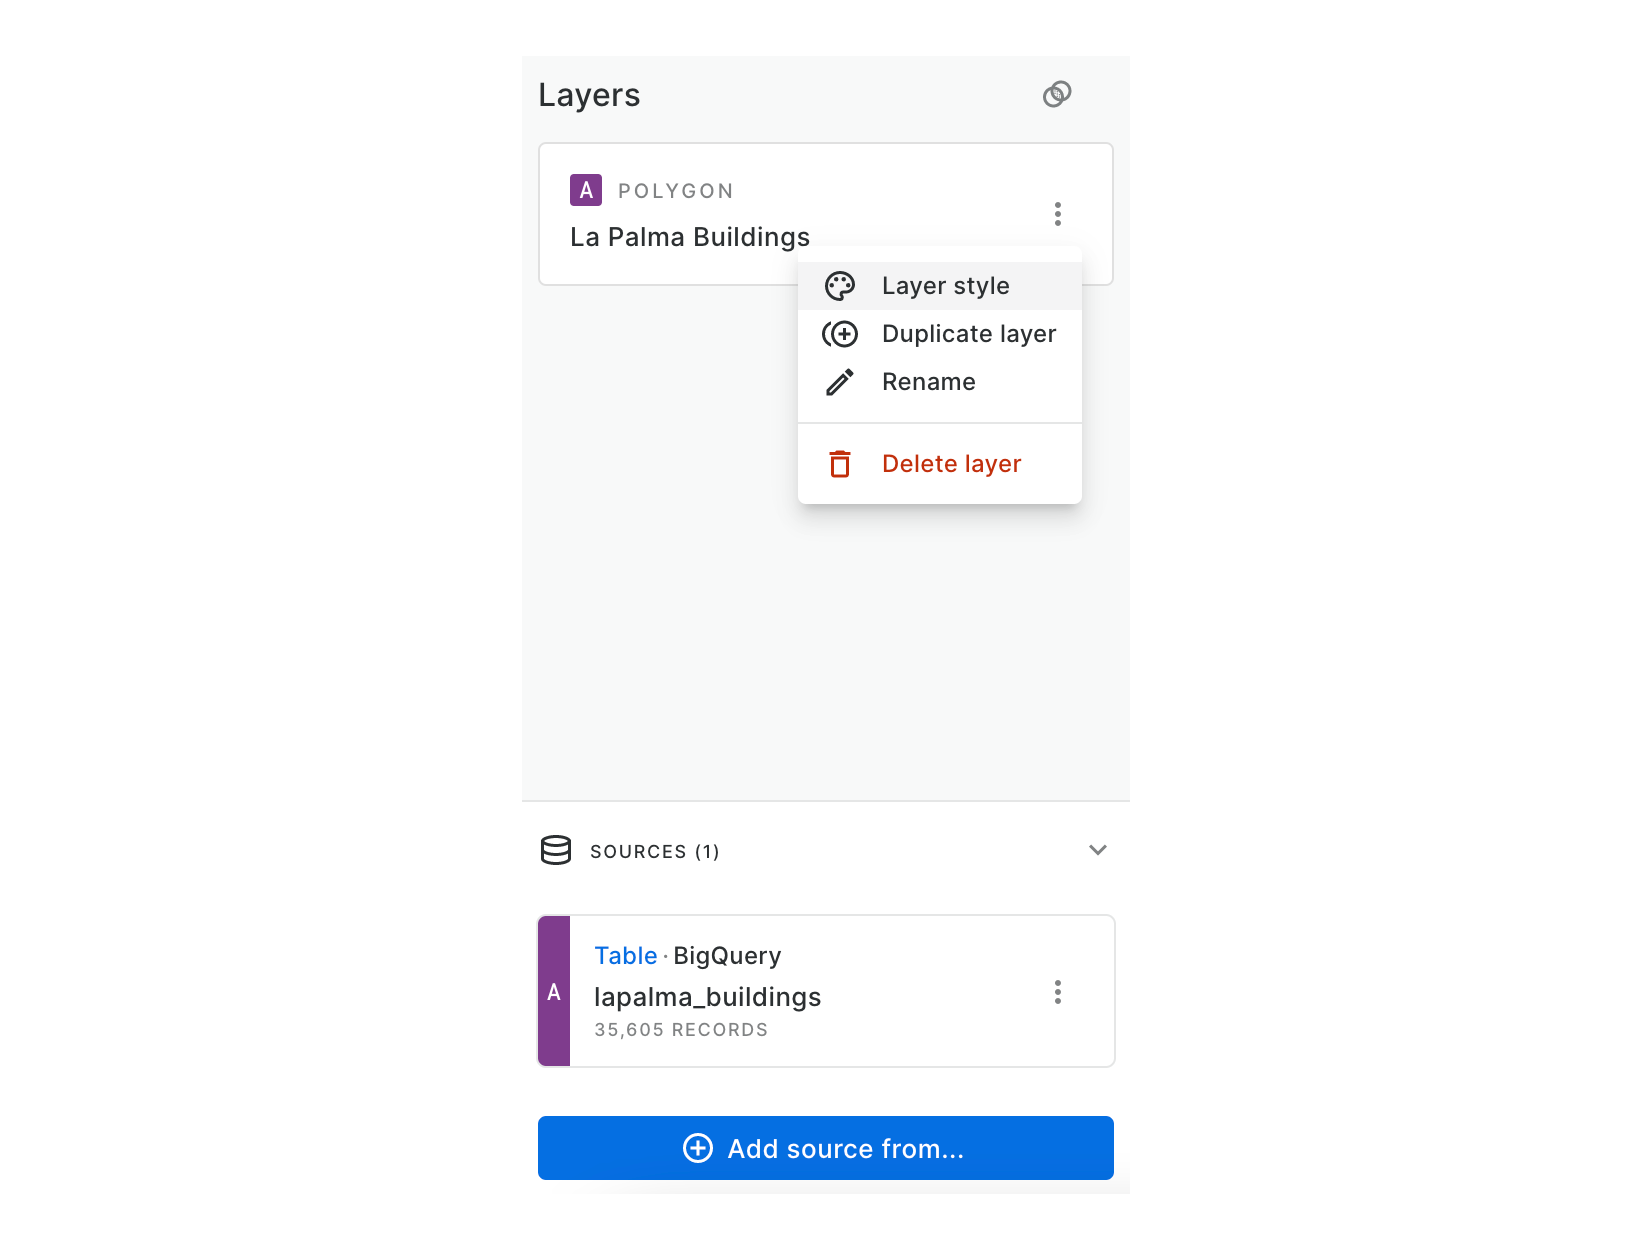 Layers
A POLYGON
La Palma Buildings
Layer style
Duplicate layer
Rename
Delete layer
SOURCES (1)
Table · BigQuery
A
lapalma_buildings
35,605 RECORDS
Add source from...